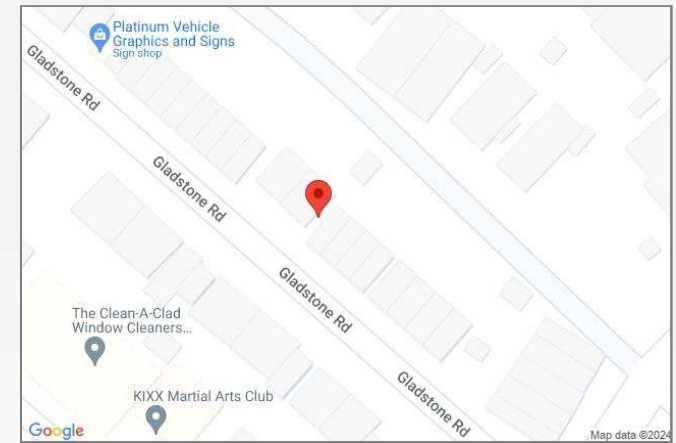 Platinum Vehicle
Graphics and Signs
Sign shop
Gladstone Rd
Gladstone Rd
Gladstone Rd
The Clean-A-Clad
Window Cleaners...
KIXX Martial Arts Club
Gladstone Rd
Google
Map data ©2024